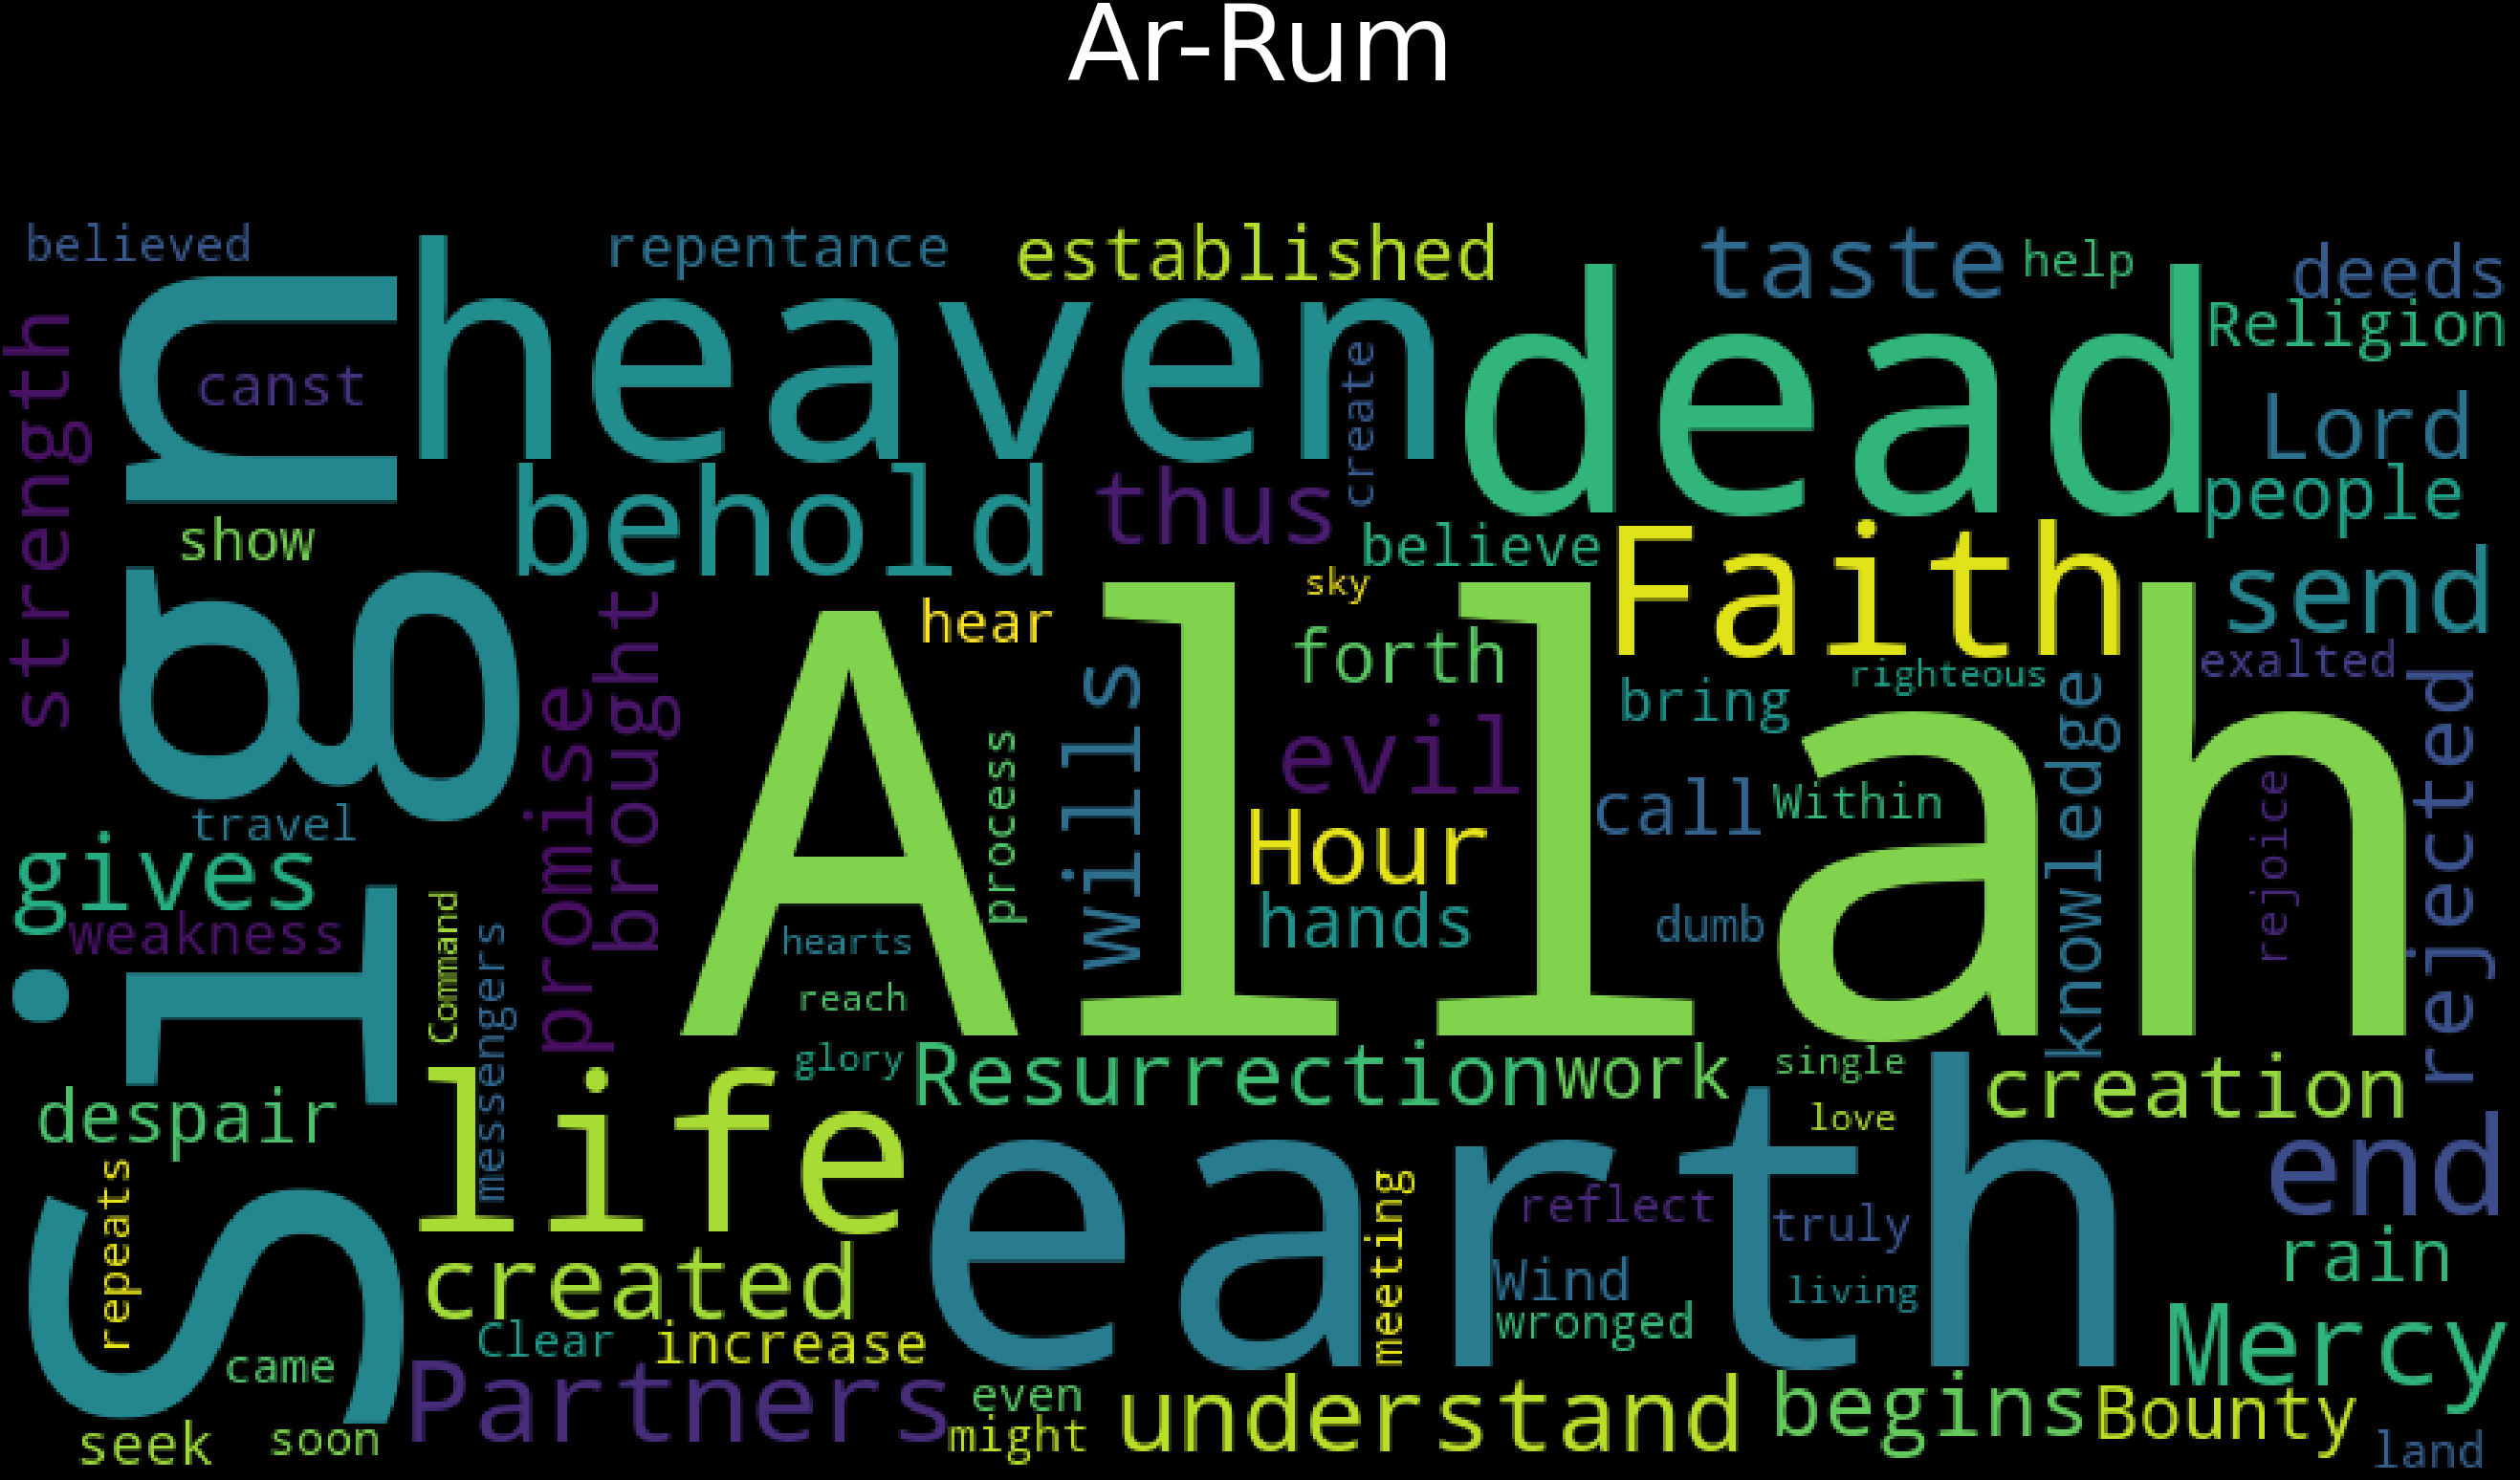 Ar-Rum
believed
repentance
established
taste
help
deeds
heaven
dead
Religion
strength
canst
create
Lord
Sign
behold
thus
people
show
believe
Faith
send
sky
hear
forth
righteous
exalted
brought
promise
wills
bring
knowledge
rejected
Allah
evil
process
call
Within
rejoice
travel
Hour
gives
hands
dumb
weakness
Command
messengers
hearts
reach
glory
Resurrection
work
single
creation
despair
life
love
earth
end
repeats
meeting
reflect
truly
rain
created
Wind
living
Clear
increase
wronged
Mercy
came
Partners
even
understand
begins
Bounty
seek
soon
might
land